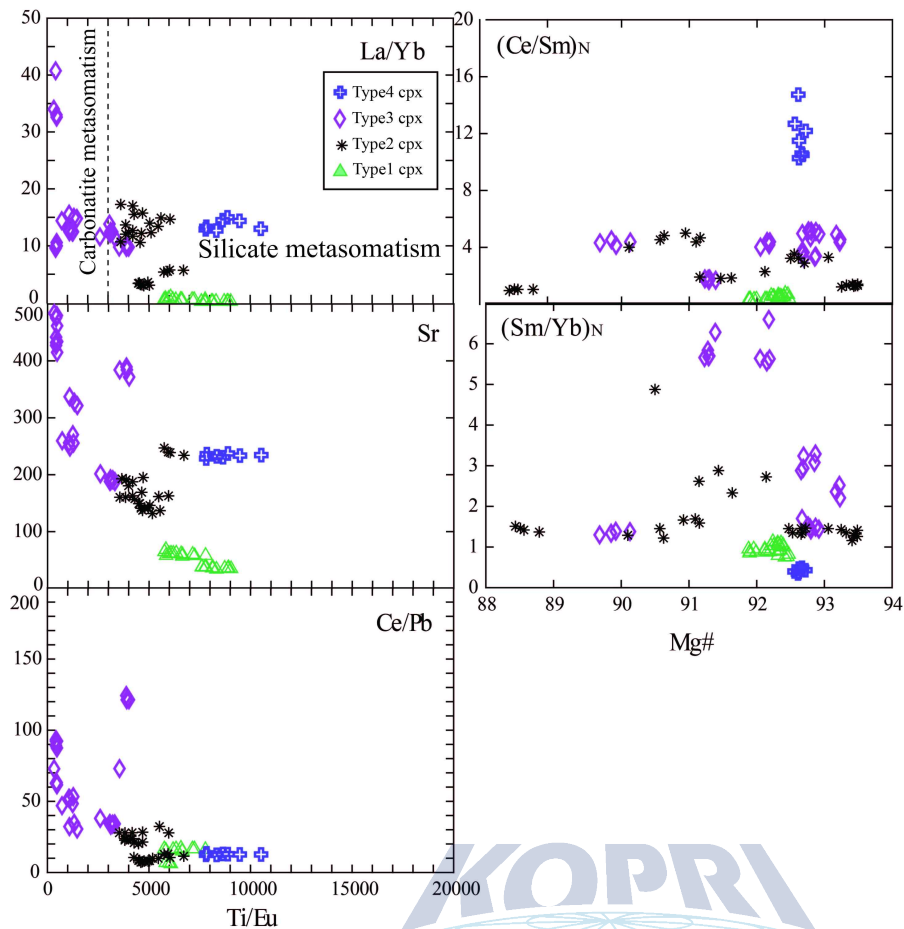 50
40
30
20
10
0
La/Yb
Carbonatite metasomatism
Silicate metasomatism
Type4 cpx
Type3 cpx
Type2 cpx
Type1 cpx
500
400
300
200
100
0
Sr
200
150
100
50
0
Ce/Pb
0
5000
10000
15000
20000
Ti/Eu
20
16
12
8
4
(Ce/Sm)N
6
5
4
3
2
1
0
(Sm/Yb)N
88
90
91
92
93
94
Mg#
KOPRI